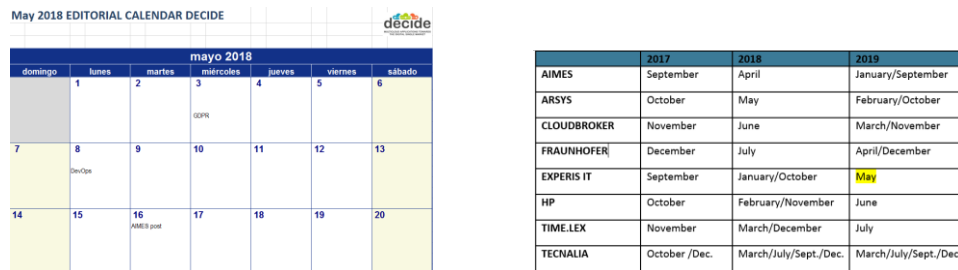 May 2018 EDITORIAL CALENDAR DECIDE
decide
mayo 2018
domingo lunes martes miércoles jueves viernes sábado
1 2 3 4 5 6
GDPR
7 8 9 10 11 12 13
DevOps
14 15 16 17 18 19 20
AIMES post
2017 2018 2019
AIMES September April January/September
ARSYS October May February/October
CLOUDBROKER November June March/November
FRAUNHOFER December July April/December
EXPERIS IT September January/October May
HP October February/November June
TIME.LEX November March/December July
TECNALIA October /Dec. March/July/Sept./Dec. March/July/Sept./Dec